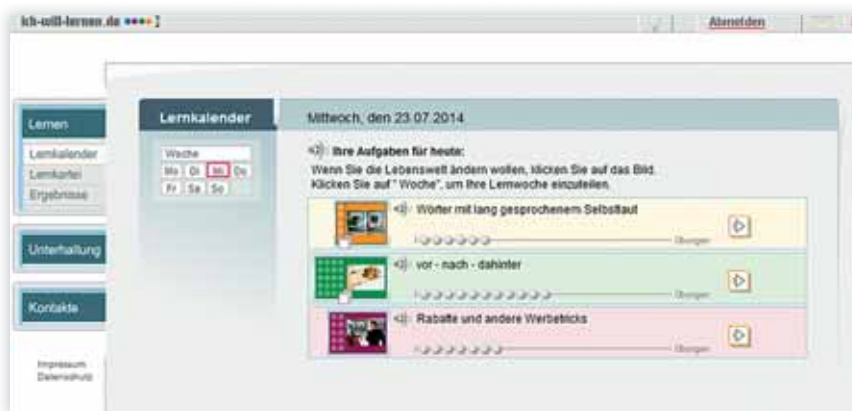 ich-will-lernen.de
Abmelden
Lernen
Lernkalender
Lernkartei
Ergebnisse
Unterhaltung
Kontakte
Impressum
Datenschutz
Lernkalender
Woche
Mo Di Mi Do
Fr Sa So
Mittwoch, den 23.07.2014
Ihre Aufgaben für heute:
Wenn Sie die Lebenswelt ändern wollen, klicken Sie auf das Bild.
Klicken Sie auf "Woche", um Ihre Lernwoche einzuteilen.
Wörter mit lang gesprochenem Selbstlaut
Übungen
vor - nach - dahinter
Übungen
Rabatte und andere Werbetricks
Übungen